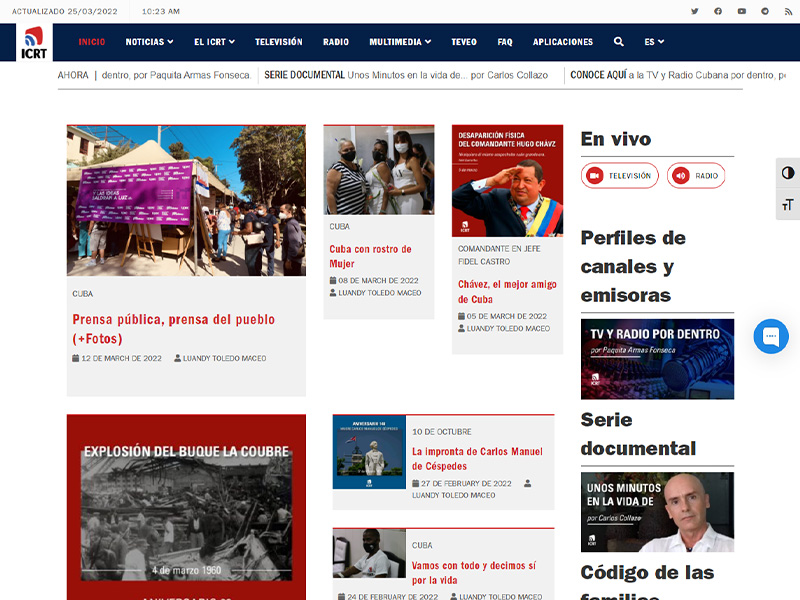 ACTUALIZADO 25/03/2022 10:23 AM
ICRT
INICIO NOTICIAS EL ICRT TELEVISIÓN RADIO MULTIMEDIA TEVEO FAQ APLICACIONES ES
AHORA | dentro, por Paquita Armas Fonseca. SERIE DOCUMENTAL Unos Minutos en la vida de... por Carlos Collazo CONOCE AQUÍ a la TV y Radio Cubana por dentro, p
CUBA
Prensa pública, prensa del pueblo
(+Fotos)
12 DE MARCH DE 2022 LUANDY TOLEDO MACEO
CUBA
Cuba con rostro de
Mujer
08 DE MARCH DE 2022
LUANDY TOLEDO MACEO
DESAPARICIÓN FÍSICA
DEL COMANDANTE HUGO CHÁVEZ
ICRT
COMANDANTE EN JEFE
FIDEL CASTRO
Chávez, el mejor amigo
de Cuba
05 DE MARCH DE 2022
LUANDY TOLEDO MACEO
En vivo
TELEVISIÓN RADIO
Perfiles de
canales y
emisoras
TV Y RADIO POR DENTRO
por Paquita Armas Fonseca
ICRT
Serie
documental
UNOS MINUTOS
EN LA VIDA DE
por Carlos Collazo
ICRT
Código de las
familias
EXPLOSIÓN DEL BUQUE LA COUBRE
4 de marzo 1960
10 DE OCTUBRE
La impronta de Carlos Manuel
de Céspedes
27 DE FEBRUARY DE 2022
LUANDY TOLEDO MACEO
CUBA
Vamos con todo y decimos sí
por la vida
24 DE FEBRUARY DE 2022 LUANDY TOLEDO MACEO